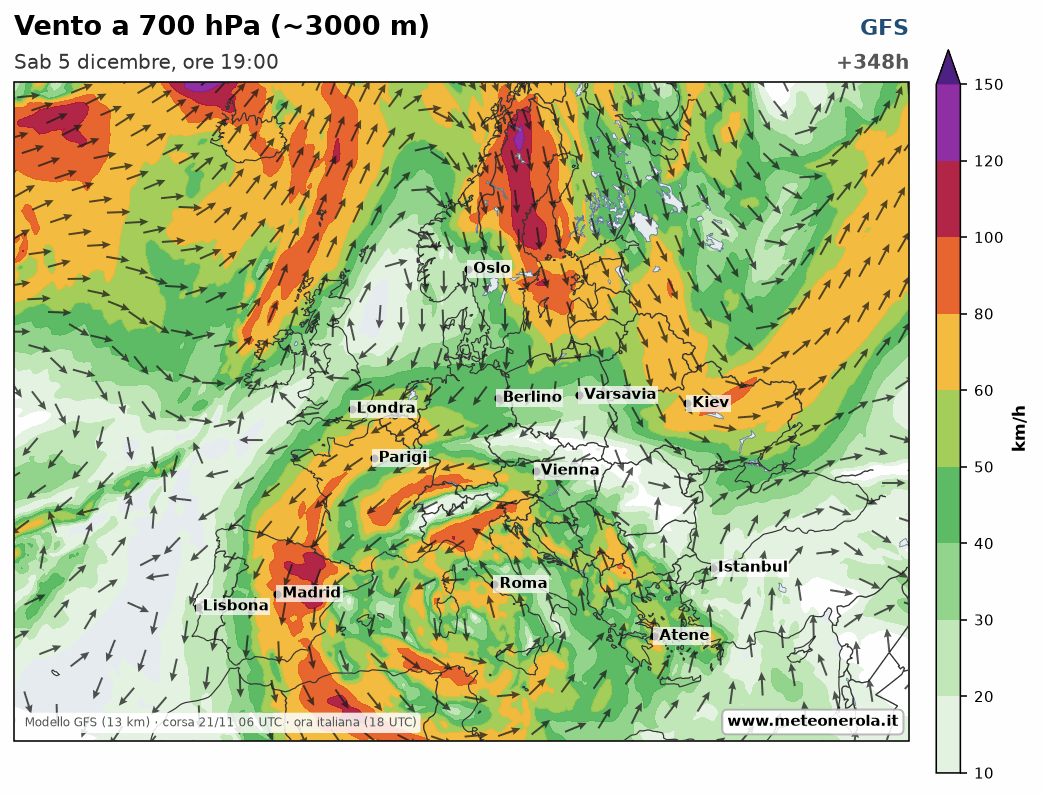 Vento a 700 hPa (~3000 m)
GFS
Sab 5 dicembre, ore 19:00
+348h
150
120
100
80
60
50
40
30
20
10
km/h
Oslo
Berlino
Varsavia
Londra
Kiev
Parigi
Vienna
Istanbul
Roma
Madrid
Lisbona
Atene
Modello GFS (13 km) · corsa 21/11 06 UTC · ora italiana (18 UTC)
www.meteonerola.it